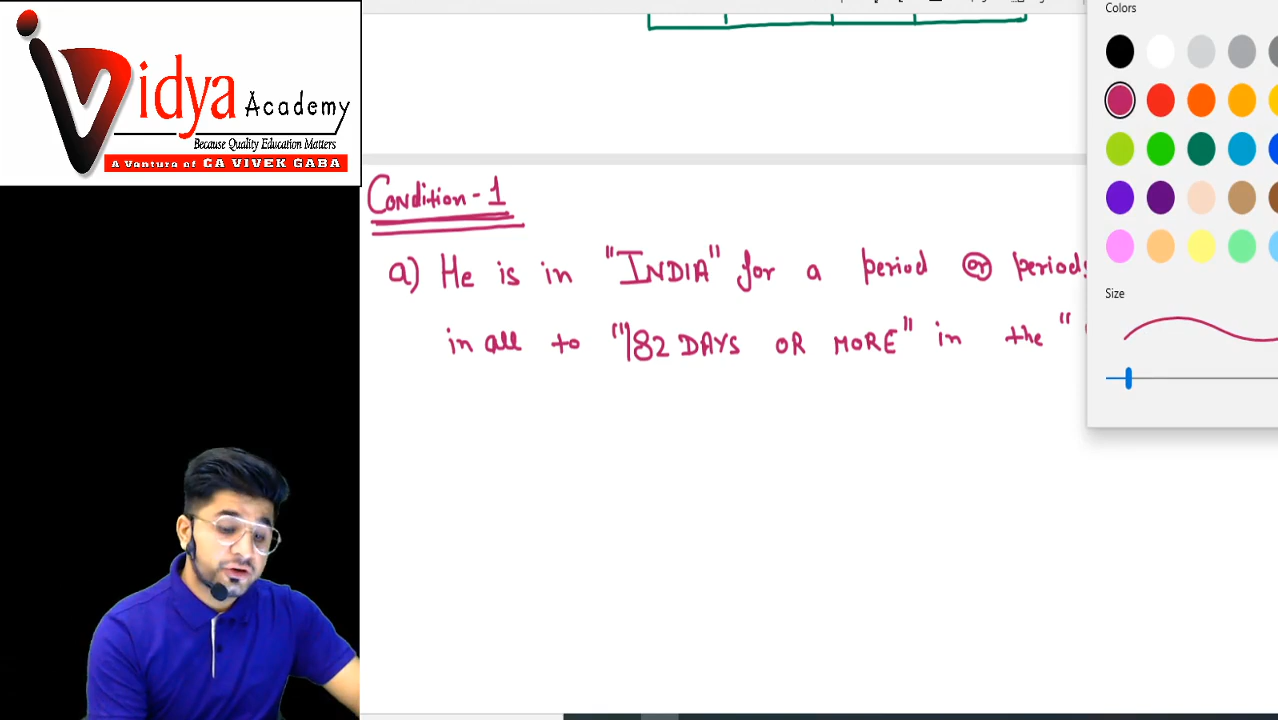 Vidya Academy
Because Quality Education Matters
A Venture of CA VIVEK GABA
Colors
Condition - 1
a) He is in "INDIA" for a period or periods
in all to "182 DAYS OR MORE" in the "
Size